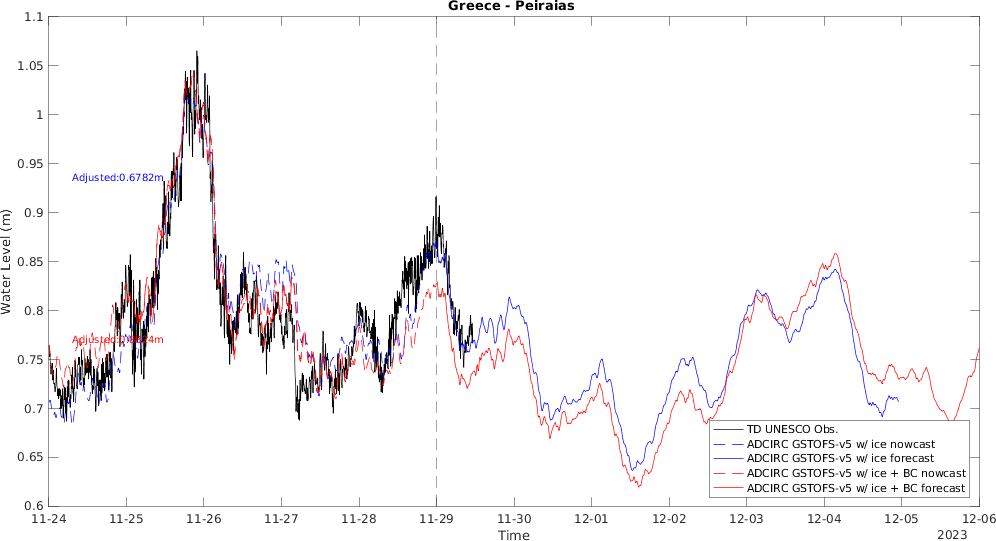 Greece - Peiraias
Water Level (m)
1.1
1.05
1
0.95
0.9
0.85
0.8
0.75
0.7
0.65
0.6
Adjusted:0.6782m
TD UNESCO Obs.
ADCIRC GSTOFS-v5 w/ ice nowcast
ADCIRC GSTOFS-v5 w/ ice forecast
ADCIRC GSTOFS-v5 w/ ice + BC nowcast
ADCIRC GSTOFS-v5 w/ ice + BC forecast
11-24 11-25 11-26 11-27 11-28 11-29 11-30 12-01 12-02 12-03 12-04 12-05 12-06
Time
2023